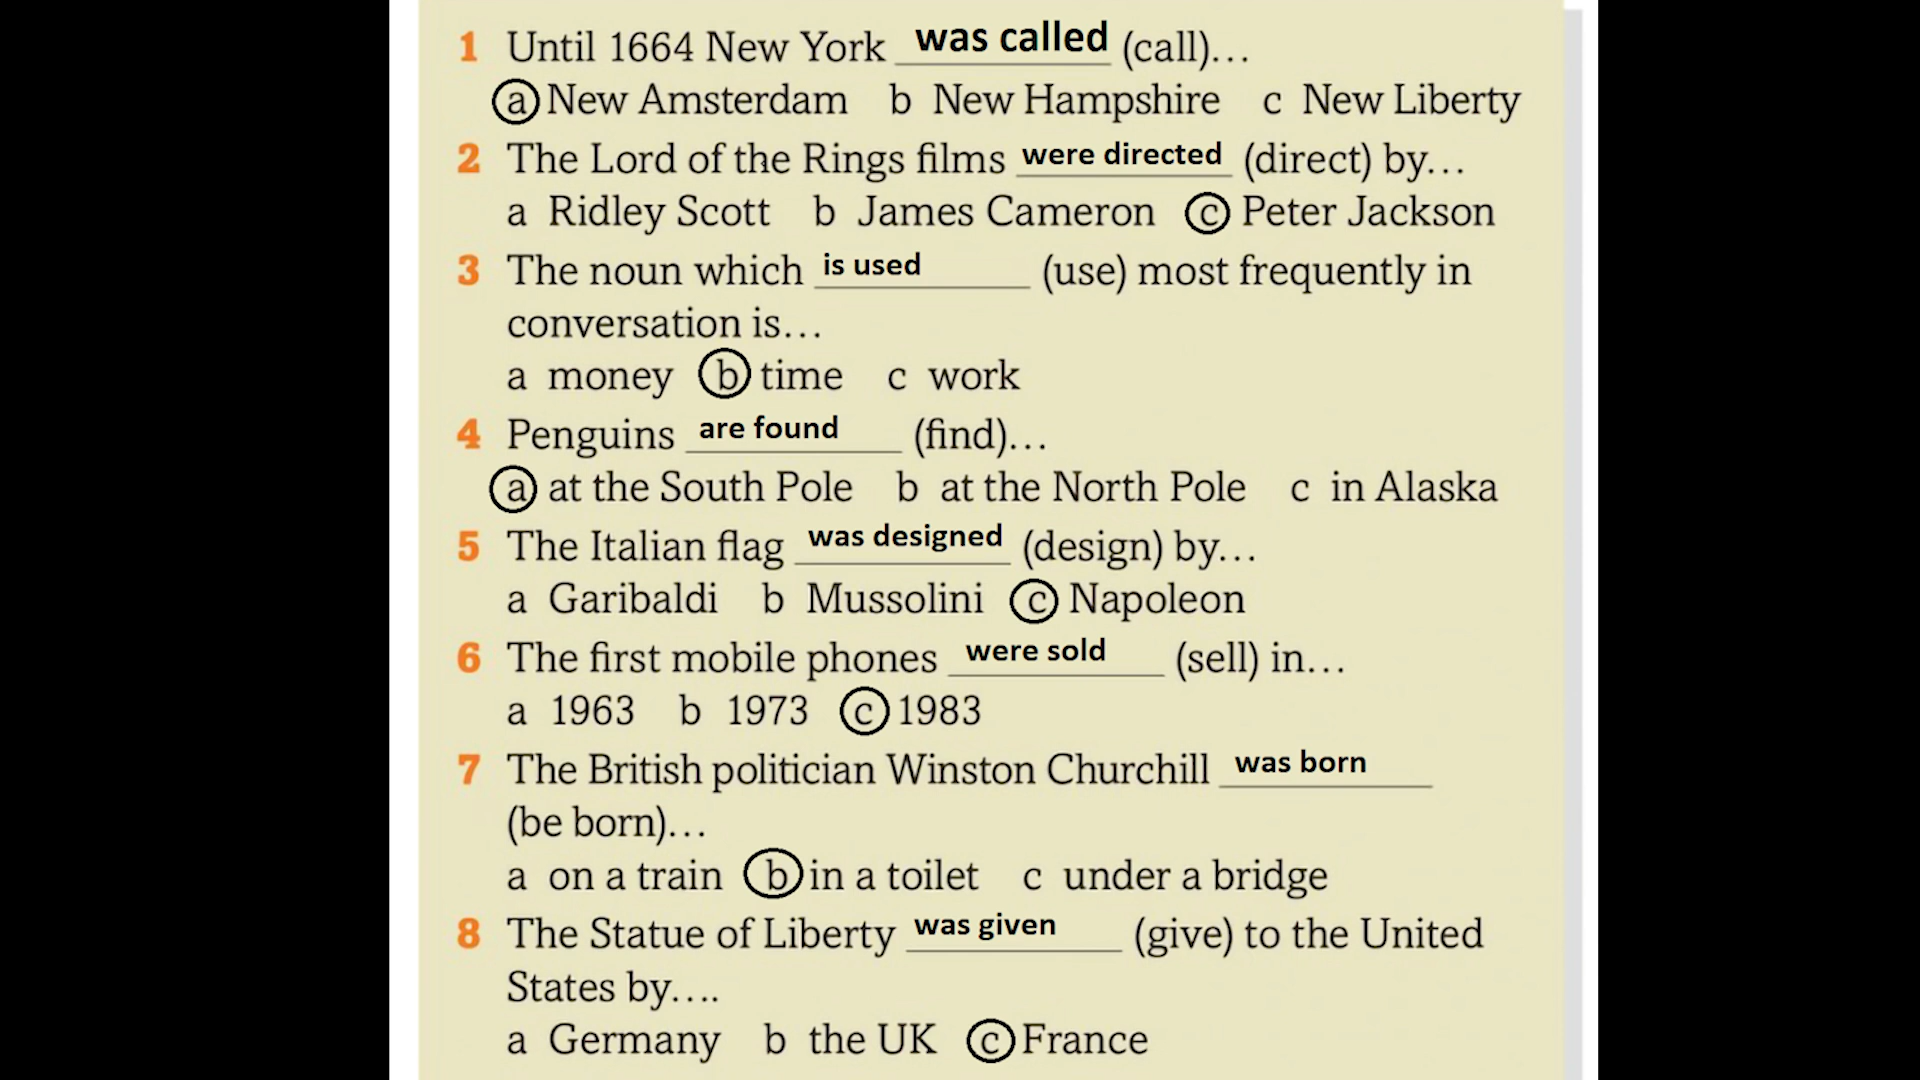 1 Until 1664 New York was called (call)...
a New Amsterdam b New Hampshire c New Liberty
2 The Lord of the Rings films were directed (direct) by...
a Ridley Scott b James Cameron c Peter Jackson
3 The noun which is used (use) most frequently in
conversation is...
a money b time c work
4 Penguins are found (find)...
a at the South Pole b at the North Pole c in Alaska
5 The Italian flag was designed (design) by...
a Garibaldi b Mussolini c Napoleon
6 The first mobile phones were sold (sell) in...
a 1963 b 1973 c 1983
7 The British politician Winston Churchill was born
(be born)...
a on a train b in a toilet c under a bridge
8 The Statue of Liberty was given (give) to the United
States by....
a Germany b the UK c France